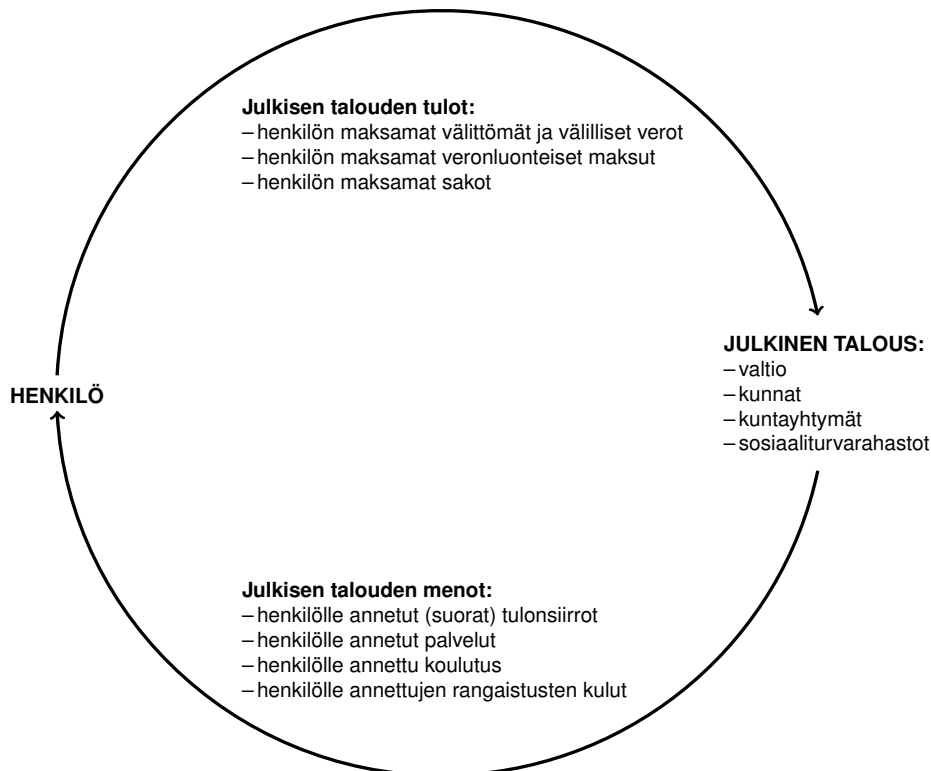 Julkisen talouden tulot:
– henkilön maksamat välittömät ja välilliset verot
– henkilön maksamat veronluonteiset maksut
– henkilön maksamat sakot
JULKINEN TALOUS:
– valtio
– kunnat
– kuntayhtymät
– sosiaaliturvarahastot
HENKILÖ
Julkisen talouden menot:
– henkilölle annetut (suorat) tulonsiirrot
– henkilölle annetut palvelut
– henkilölle annettu koulutus
– henkilölle annettujen rangaistusten kulut